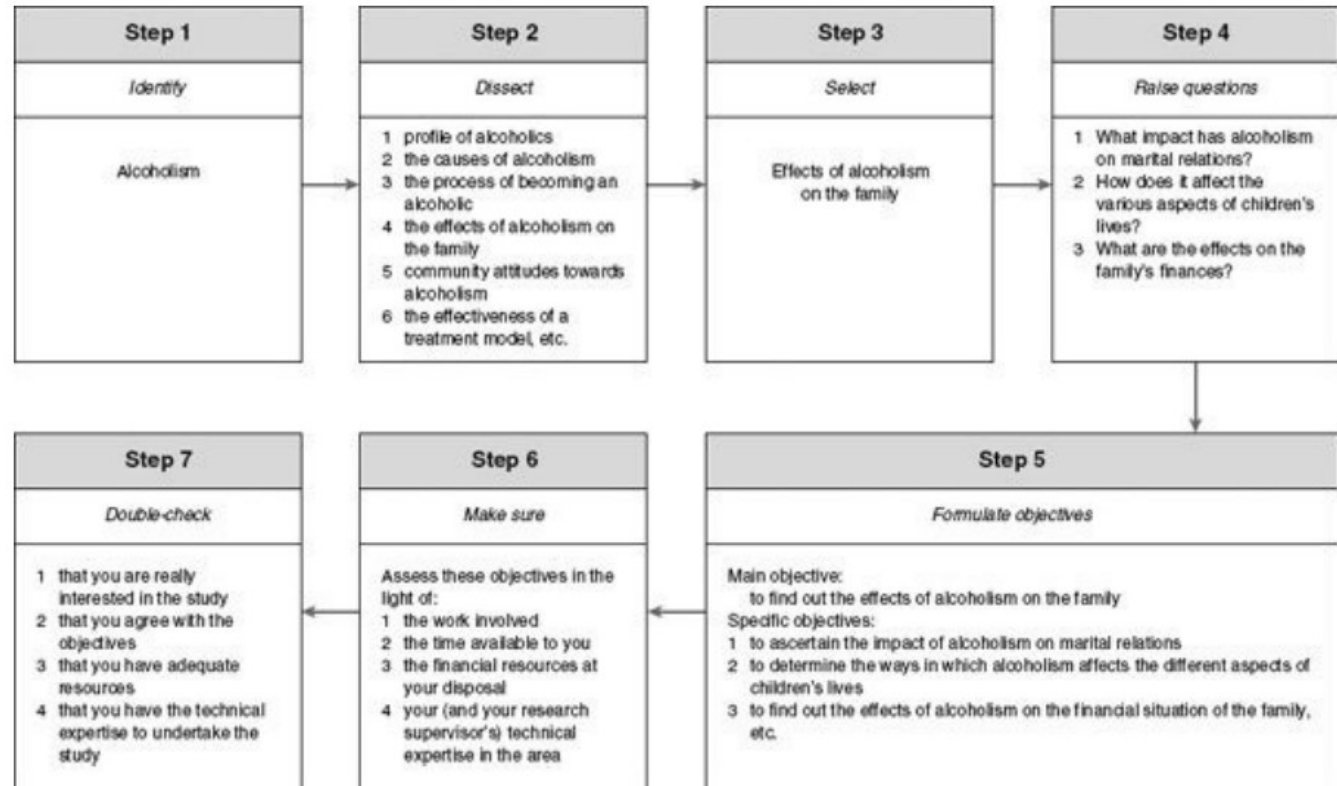 Step 1
Identify
Alcoholism
Step 2
Dissect
1 profile of alcoholics
2 the causes of alcoholism
3 the process of becoming an
alcoholic
4 the effects of alcoholism on
the family
5 community attitudes towards
alcoholism
6 the effectiveness of a
treatment model, etc.
Step 3
Select
Effects of alcoholism
on the family
Step 4
Raise questions
1 What impact has alcoholism
on marital relations?
2 How does it affect the
various aspects of children's
lives?
3 What are the effects on the
family's finances?
Step 5
Formulate objectives
Main objective:
to find out the effects of alcoholism on the family
Specific objectives:
1 to ascertain the impact of alcoholism on marital relations
2 to determine the ways in which alcoholism affects the different aspects of
children's lives
3 to find out the effects of alcoholism on the financial situation of the family,
etc.
Step 6
Make sure
Assess these objectives in the
light of:
1 the work involved
2 the time available to you
3 the financial resources at
your disposal
4 your (and your research
supervisor's) technical
expertise in the area
Step 7
Double-check
1 that you are really
interested in the study
2 that you agree with the
objectives
3 that you have adequate
resources
4 that you have the technical
expertise to undertake the
study